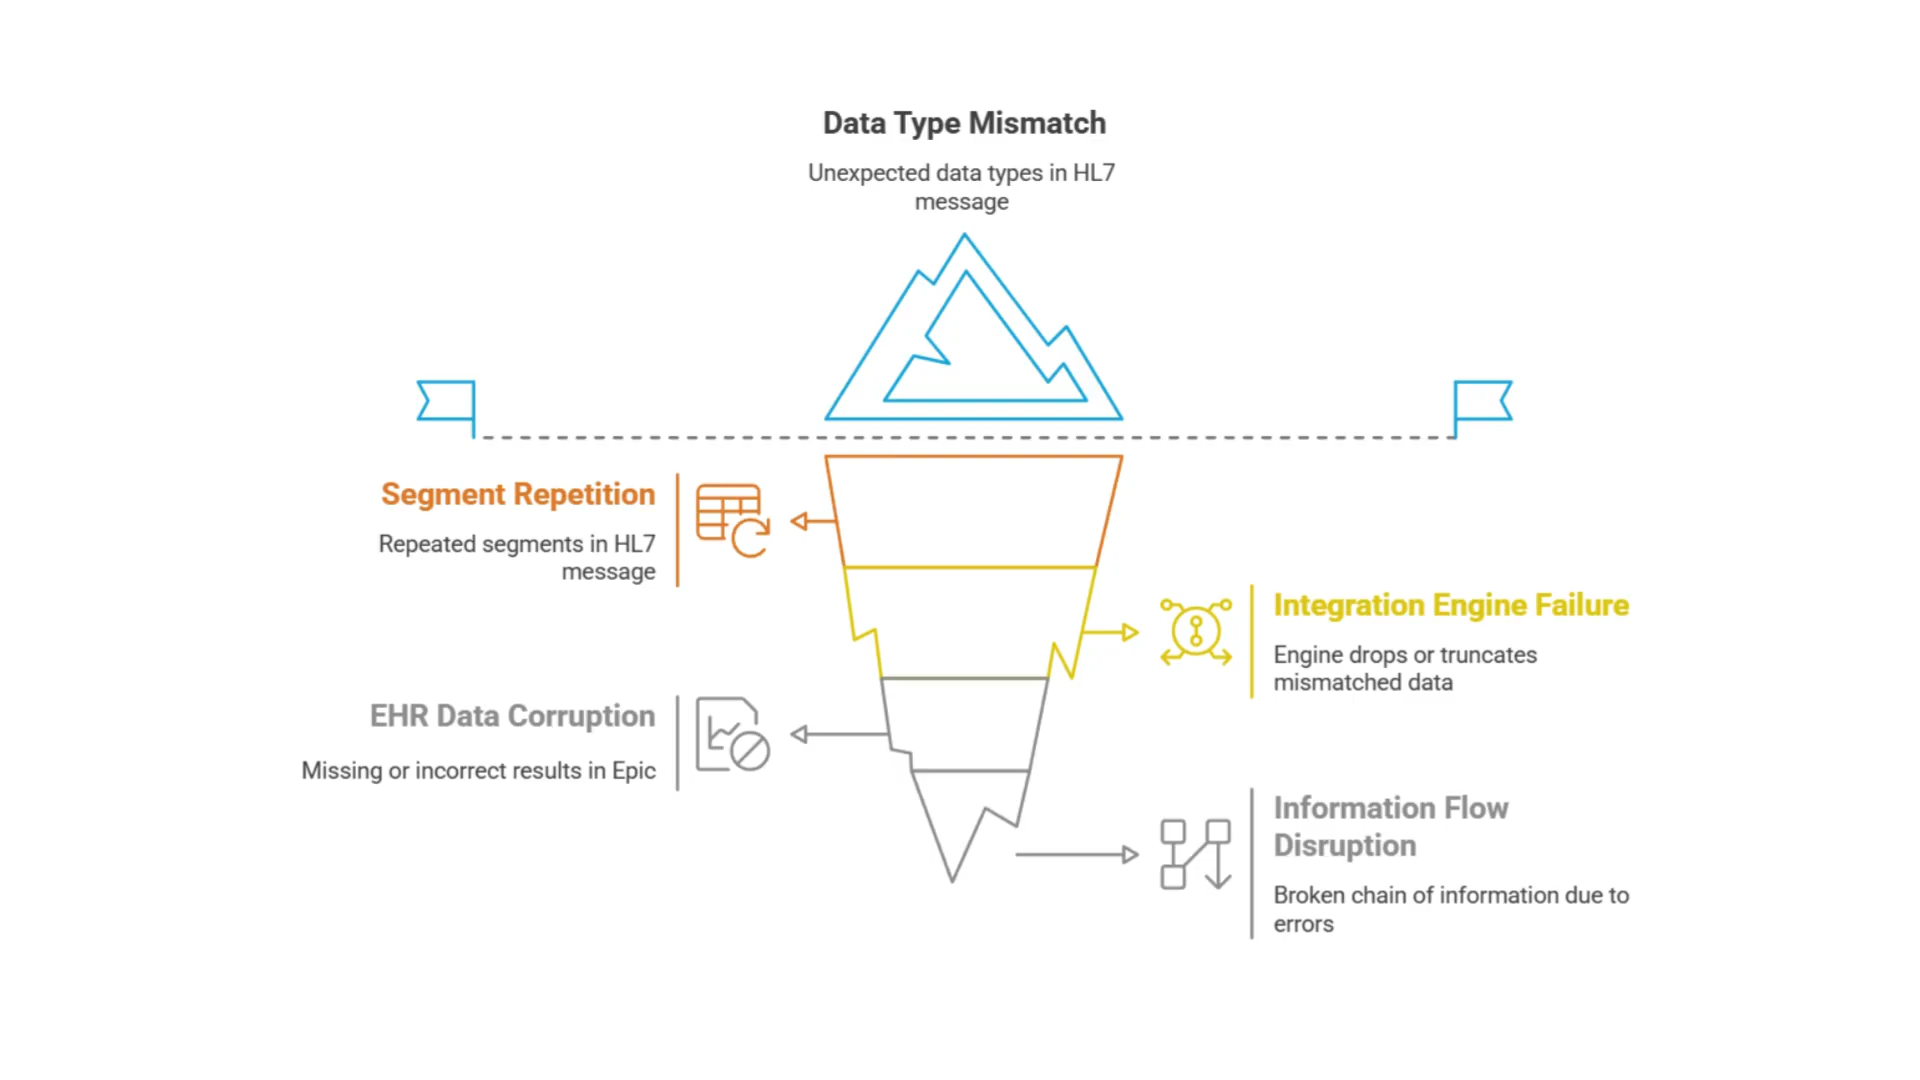 Data Type Mismatch
Unexpected data types in HL7
message
Segment Repetition
Repeated segments in HL7
message
Integration Engine Failure
Engine drops or truncates
mismatched data
EHR Data Corruption
Missing or incorrect results in Epic
Information Flow
Disruption
Broken chain of information due to
errors